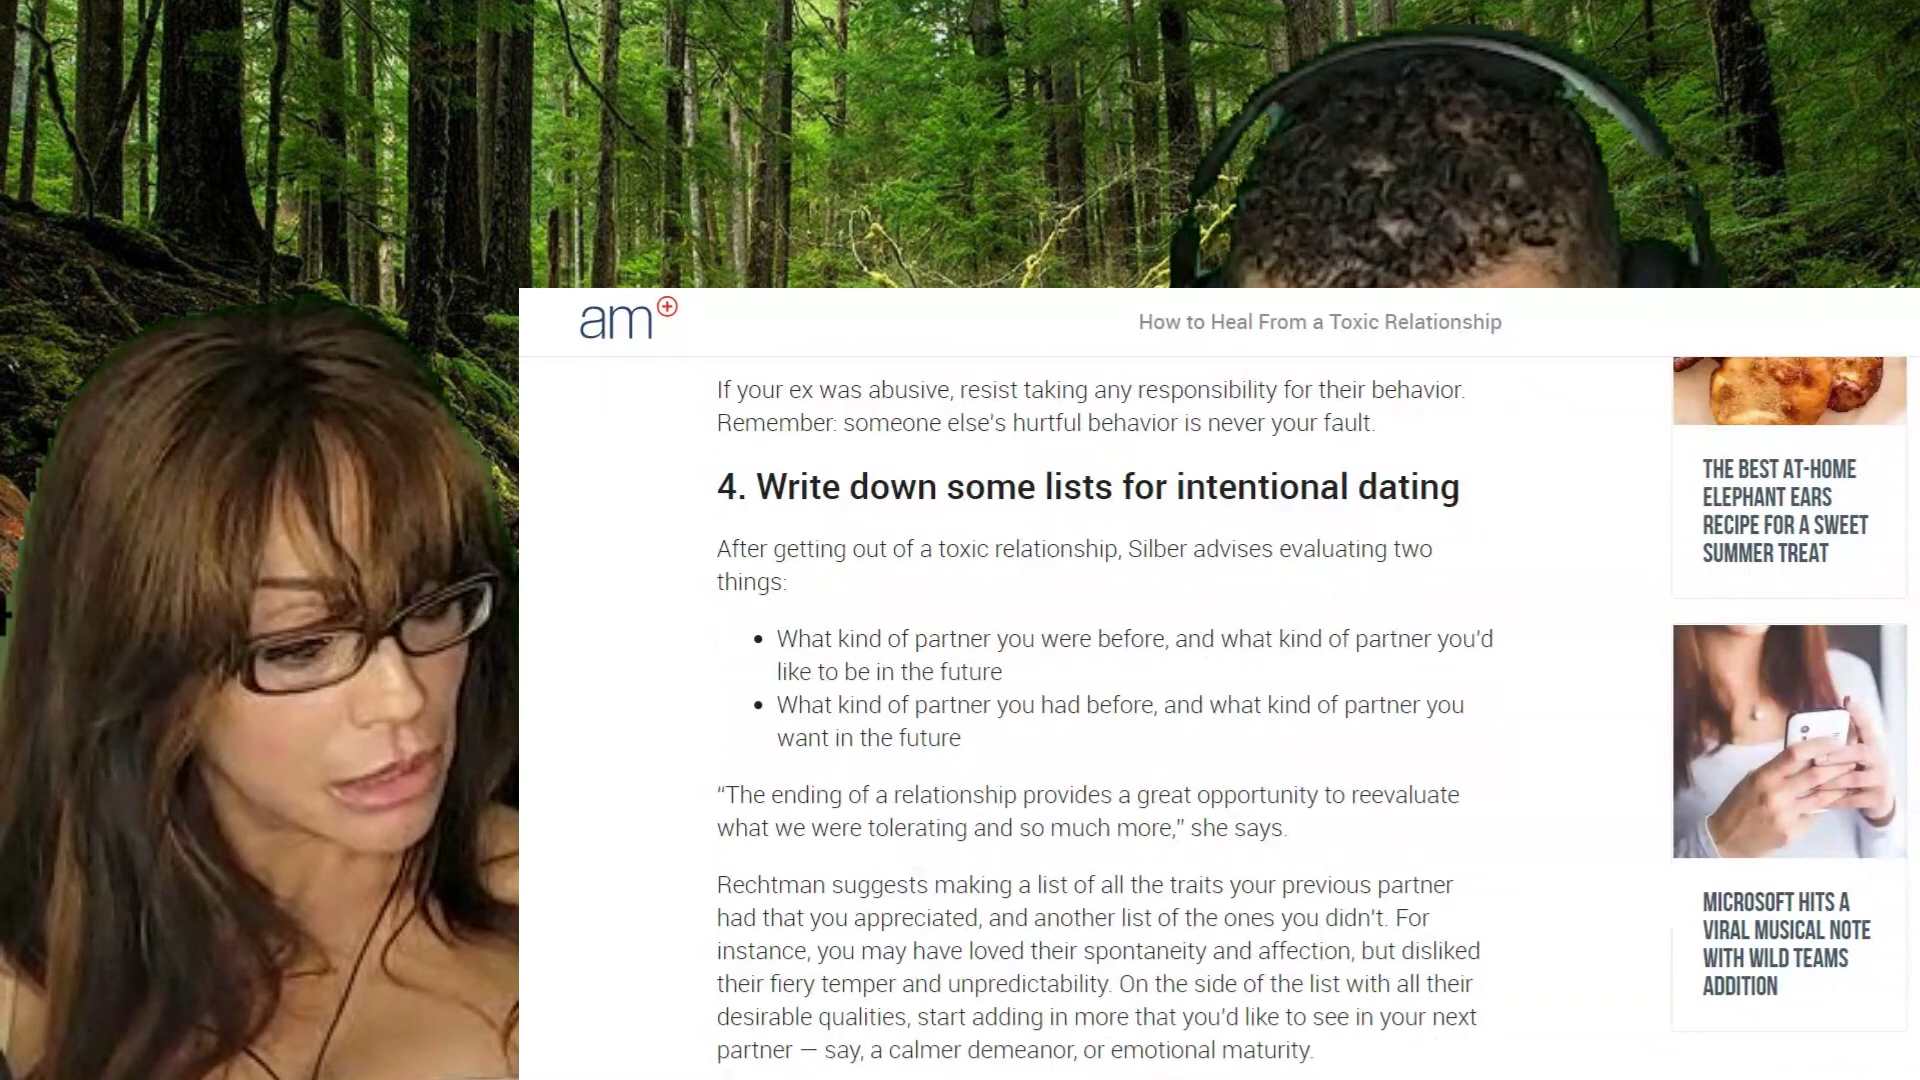 am+
How to Heal From a Toxic Relationship
If your ex was abusive, resist taking any responsibility for their behavior.
Remember: someone else's hurtful behavior is never your fault.
4. Write down some lists for intentional dating
After getting out of a toxic relationship, Silber advises evaluating two
things:
• What kind of partner you were before, and what kind of partner you'd
like to be in the future
• What kind of partner you had before, and what kind of partner you
want in the future
“The ending of a relationship provides a great opportunity to reevaluate
what we were tolerating and so much more,” she says.
Rechtman suggests making a list of all the traits your previous partner
had that you appreciated, and another list of the ones you didn't. For
instance, you may have loved their spontaneity and affection, but disliked
their fiery temper and unpredictability. On the side of the list with all their
desirable qualities, start adding in more that you'd like to see in your next
partner — say, a calmer demeanor, or emotional maturity.
THE BEST AT-HOME
ELEPHANT EARS
RECIPE FOR A SWEET
SUMMER TREAT
MICROSOFT HITS A
VIRAL MUSICAL NOTE
WITH WILD TEAMS
ADDITION